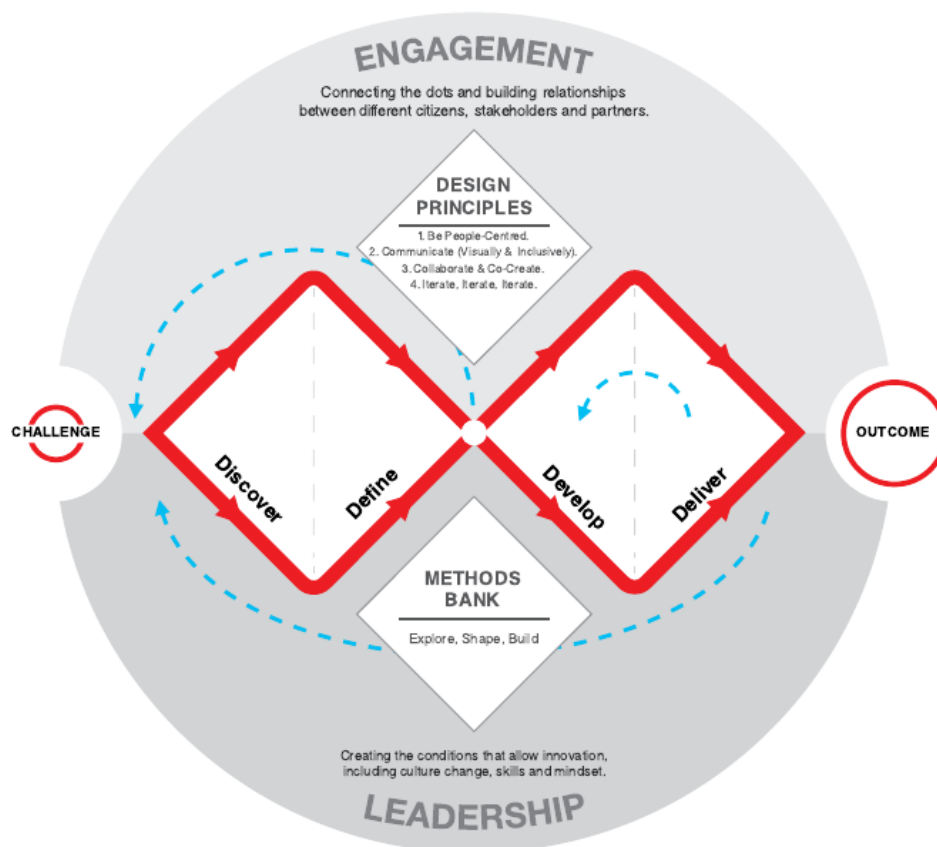 ENGAGEMENT
Connecting the dots and building relationships
between different citizens, stakeholders and partners.
DESIGN
PRINCIPLES
1. Be People-Centred.
2. Communicate (Visually & Inclusively).
3. Collaborate & Co-Create.
4. Iterate, Iterate, Iterate.
CHALLENGE
Discover
Define
Develop
Deliver
OUTCOME
METHODS
BANK
Explore, Shape, Build
Creating the conditions that allow innovation,
including culture change, skills and mindset.
LEADERSHIP